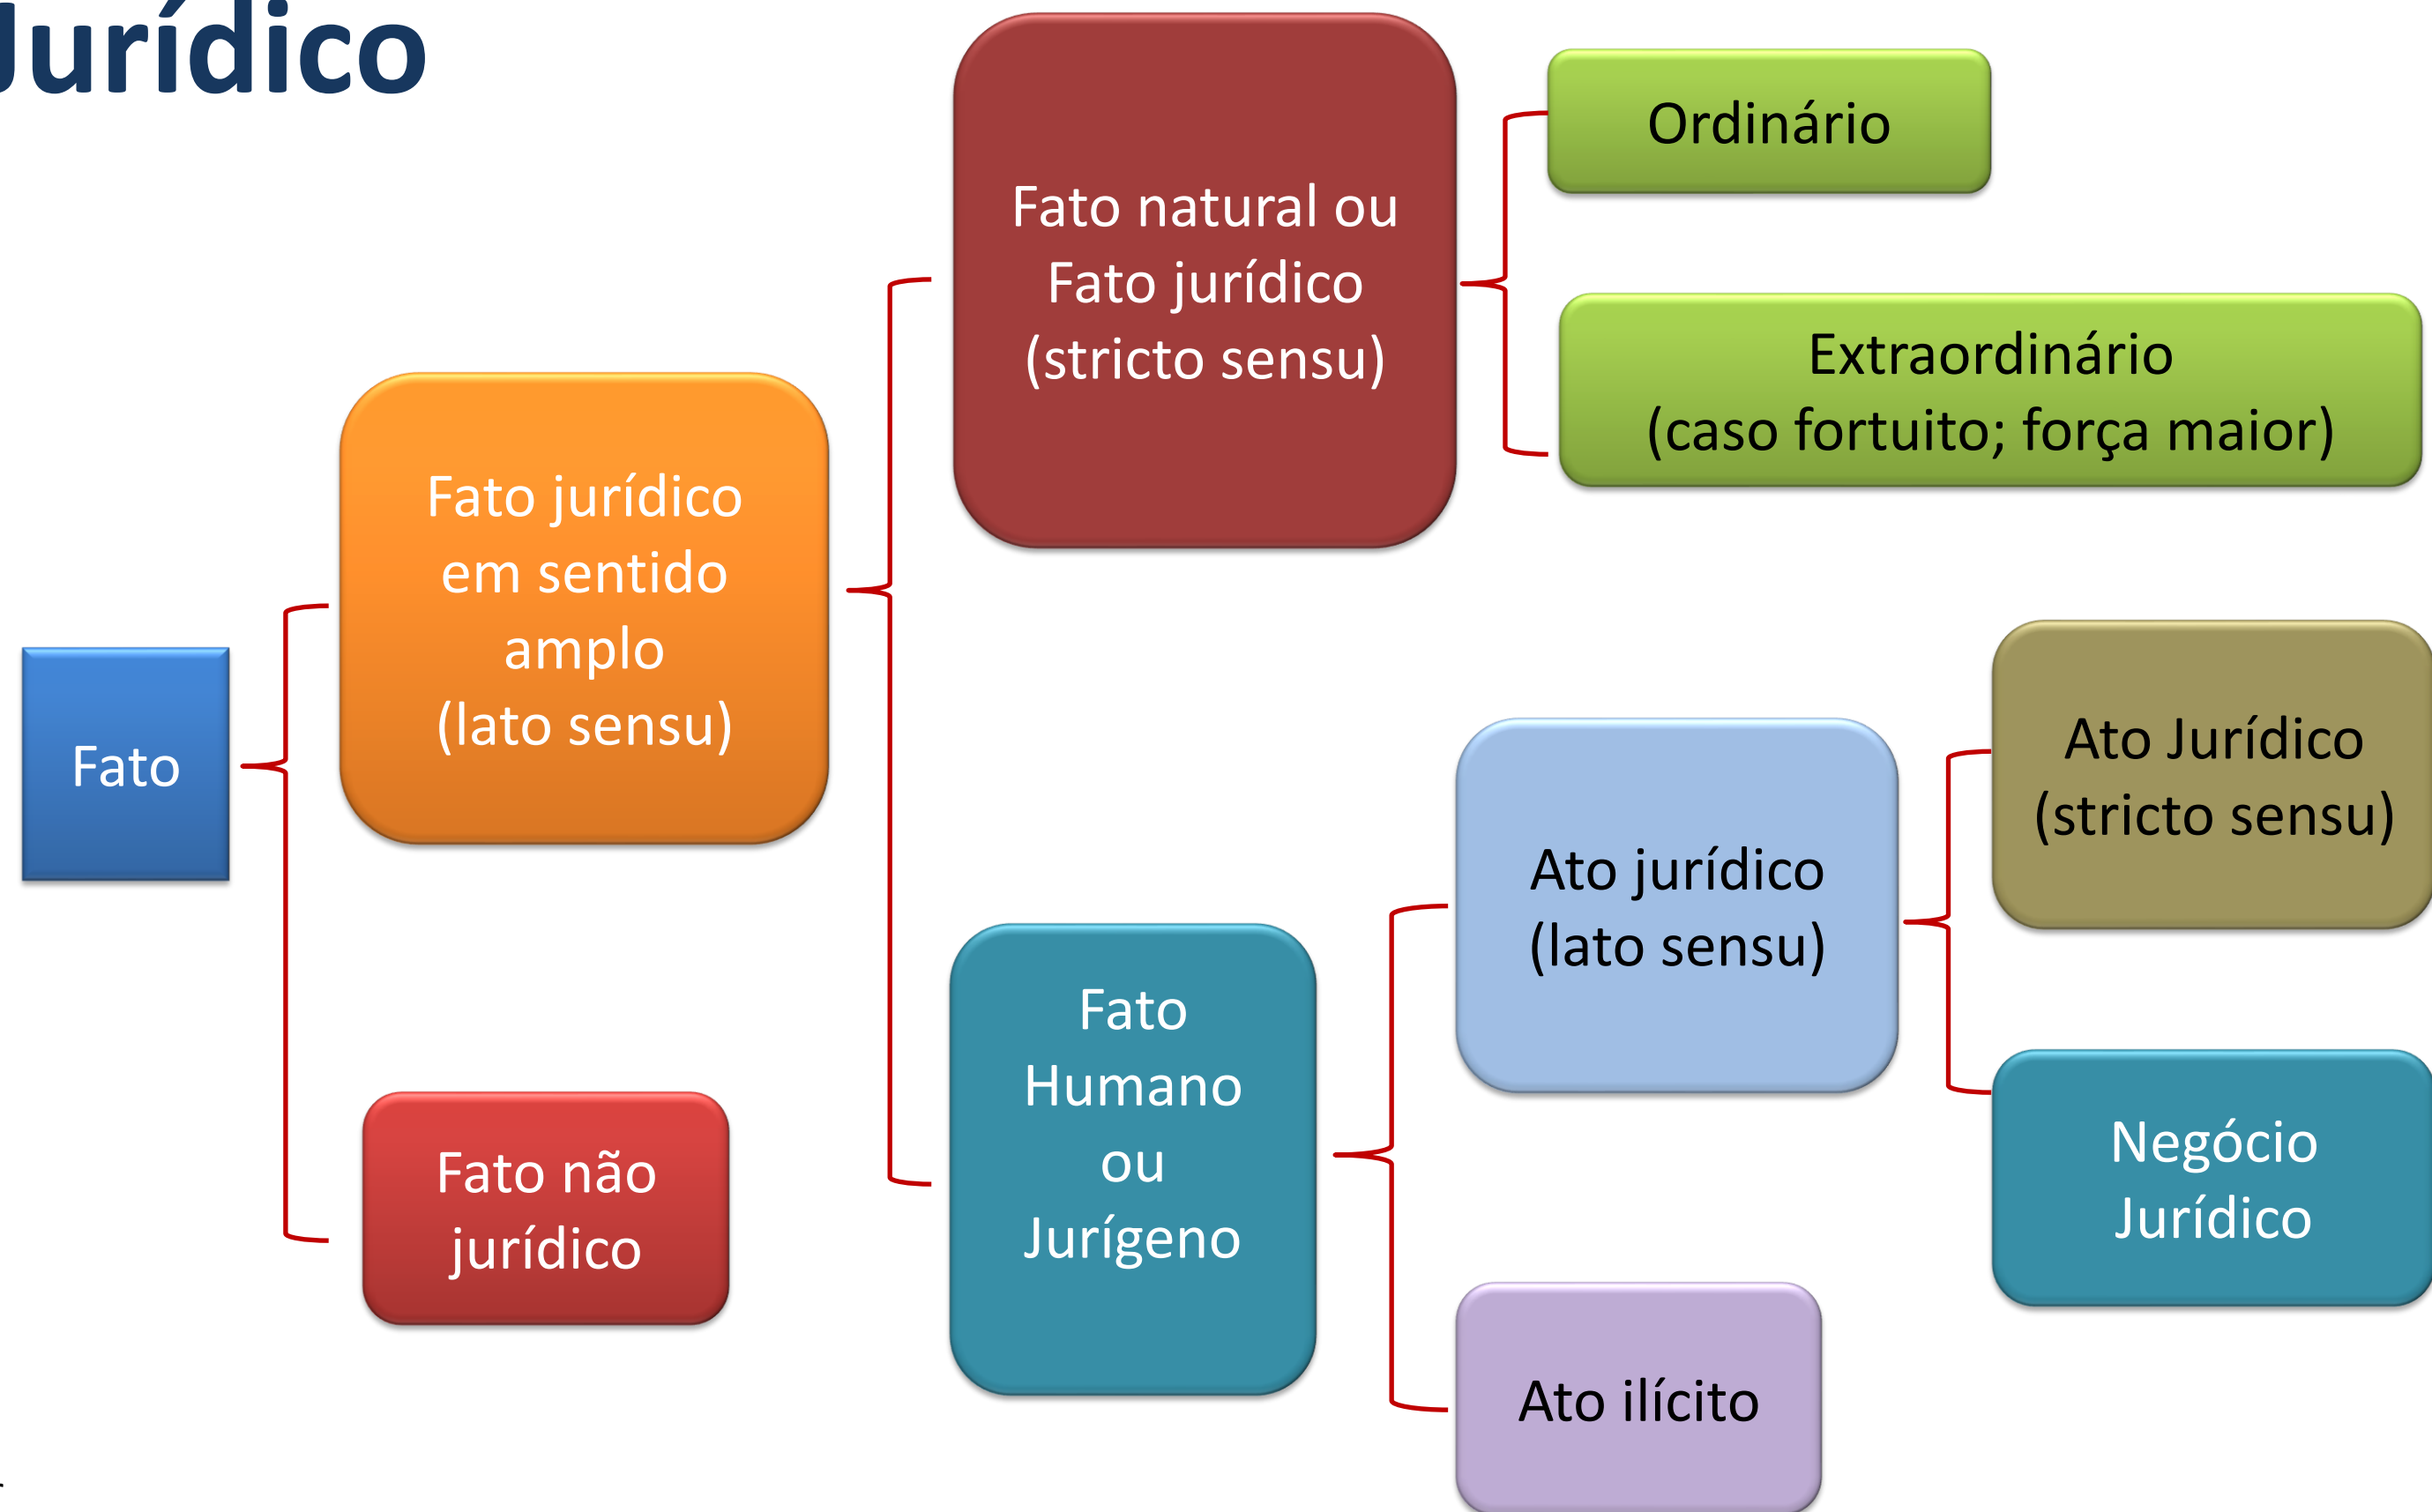 Jurídico
Fato
Fato jurídico
em sentido
amplo
(lato sensu)
Fato não
jurídico
Fato natural ou
Fato jurídico
(stricto sensu)
Fato
Humano
ou
Jurígeno
Ordinário
Extraordinário
(caso fortuito; força maior)
Ato jurídico
(lato sensu)
Ato ilícito
Ato Jurídico
(stricto sensu)
Negócio
Jurídico